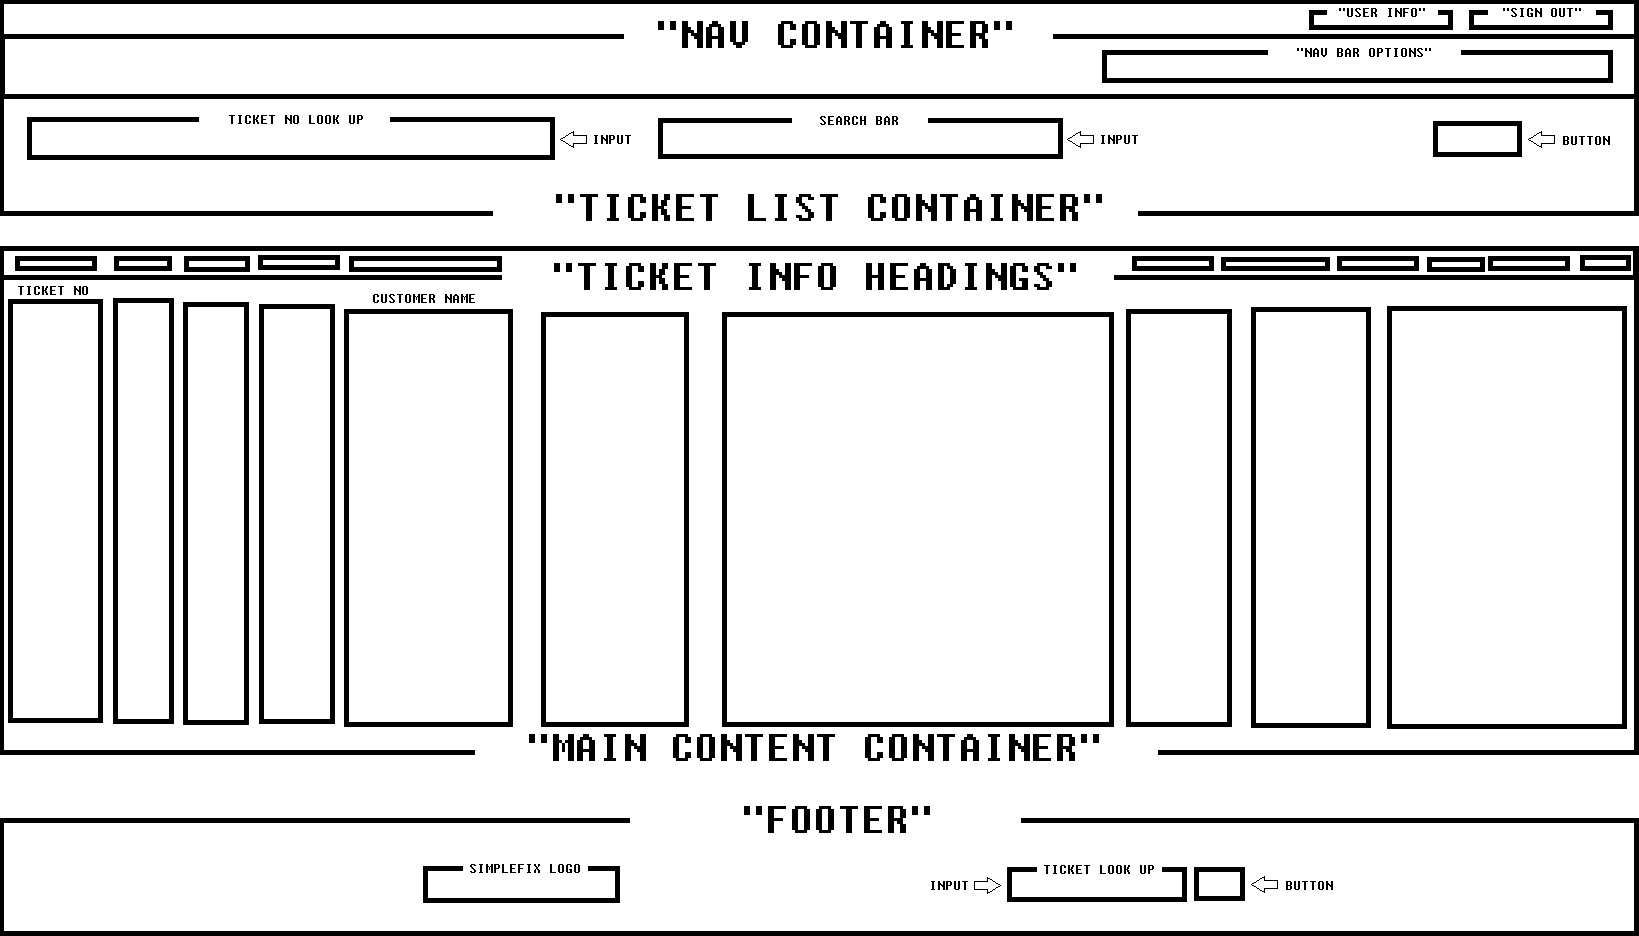 "USER INFO" "SIGN OUT"
"NAV CONTAINER"
"NAV BAR OPTIONS"
TICKET NO LOOK UP
INPUT
SEARCH BAR
INPUT
BUTTON
"TICKET LIST CONTAINER"
"TICKET INFO HEADINGS"
TICKET NO
CUSTOMER NAME
"MAIN CONTENT CONTAINER"
"FOOTER"
SIMPLEFIX LOGO
INPUT
TICKET LOOK UP
BUTTON